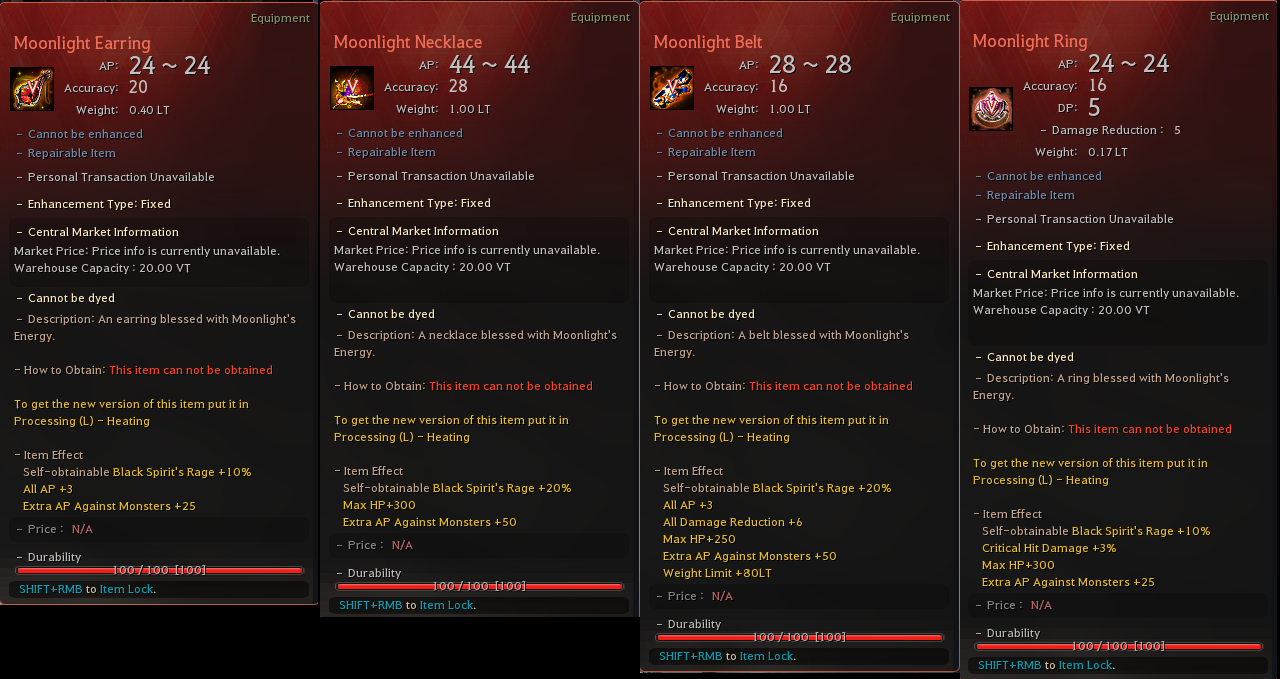 Equipment
Moonlight Earring
AP: 24 ~ 24
Accuracy: 20
Weight: 0.40 LT
- Cannot be enhanced
- Repairable Item
- Personal Transaction Unavailable
- Enhancement Type: Fixed
- Central Market Information
Market Price: Price info is currently unavailable.
Warehouse Capacity : 20.00 VT
- Cannot be dyed
- Description: An earring blessed with Moonlight's
Energy.
- How to Obtain: This item can not be obtained
To get the new version of this item put it in
Processing (L) - Heating
- Item Effect
Self-obtainable Black Spirit's Rage +10%
All AP +3
Extra AP Against Monsters +25
- Price : N/A
- Durability
100 / 100 [100]
SHIFT+RMB to Item Lock.
Equipment
Moonlight Necklace
AP: 44 ~ 44
Accuracy: 28
Weight: 1.00 LT
- Cannot be enhanced
- Repairable Item
- Personal Transaction Unavailable
- Enhancement Type: Fixed
- Central Market Information
Market Price: Price info is currently unavailable.
Warehouse Capacity : 20.00 VT
- Cannot be dyed
- Description: A necklace blessed with Moonlight's
Energy.
- How to Obtain: This item can not be obtained
To get the new version of this item put it in
Processing (L) - Heating
- Item Effect
Self-obtainable Black Spirit's Rage +20%
Max HP+300
Extra AP Against Monsters +50
- Price : N/A
- Durability
100 / 100 [100]
SHIFT+RMB to Item Lock.
Equipment
Moonlight Belt
AP: 28 ~ 28
Accuracy: 16
Weight: 1.00 LT
- Cannot be enhanced
- Repairable Item
- Personal Transaction Unavailable
- Enhancement Type: Fixed
- Central Market Information
Market Price: Price info is currently unavailable.
Warehouse Capacity : 20.00 VT
- Cannot be dyed
- Description: A belt blessed with Moonlight's
Energy.
- How to Obtain: This item can not be obtained
To get the new version of this item put it in
Processing (L) - Heating
- Item Effect
Self-obtainable Black Spirit's Rage +20%
All AP +3
All Damage Reduction +6
Max HP+250
Extra AP Against Monsters +50
Weight Limit +80LT
- Price : N/A
- Durability
100 / 100 [100]
SHIFT+RMB to Item Lock.
Equipment
Moonlight Ring
AP: 24 ~ 24
Accuracy: 16
DP: 5
- Damage Reduction : 5
Weight: 0.17 LT
- Cannot be enhanced
- Repairable Item
- Personal Transaction Unavailable
- Enhancement Type: Fixed
- Central Market Information
Market Price: Price info is currently unavailable.
Warehouse Capacity : 20.00 VT
- Cannot be dyed
- Description: A ring blessed with Moonlight's
Energy.
- How to Obtain: This item can not be obtained
To get the new version of this item put it in
Processing (L) - Heating
- Item Effect
Self-obtainable Black Spirit's Rage +10%
Critical Hit Damage +3%
Max HP+300
Extra AP Against Monsters +25
- Price : N/A
- Durability
100 / 100 [100]
SHIFT+RMB to Item Lock.